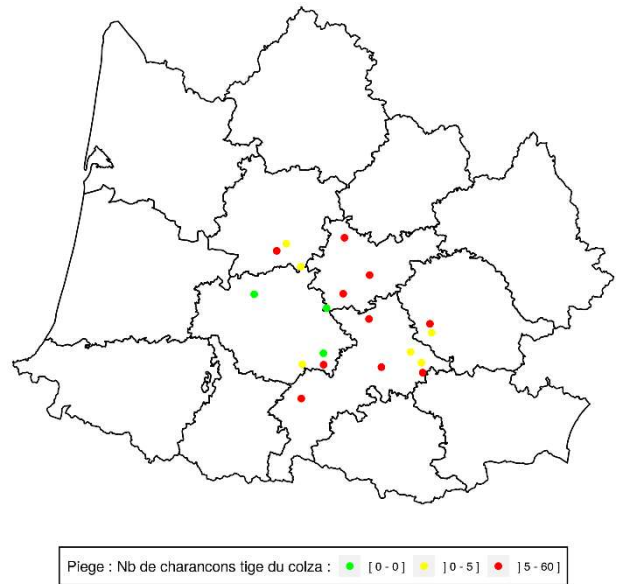 Piege : Nb de charancons tige du colza : [ 0 - 0 ] ] 0 - 5 ] ] 5 - 60 ]